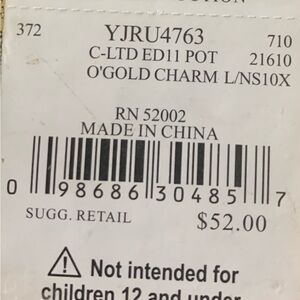 372 YJRU4763 710
C-LTD ED11 POT 21610
O'GOLD CHARM L/NS10X
RN 52002
MADE IN CHINA
0 98686 30485 7
SUGG. RETAIL $52.00
Not intended for
children 12 and under